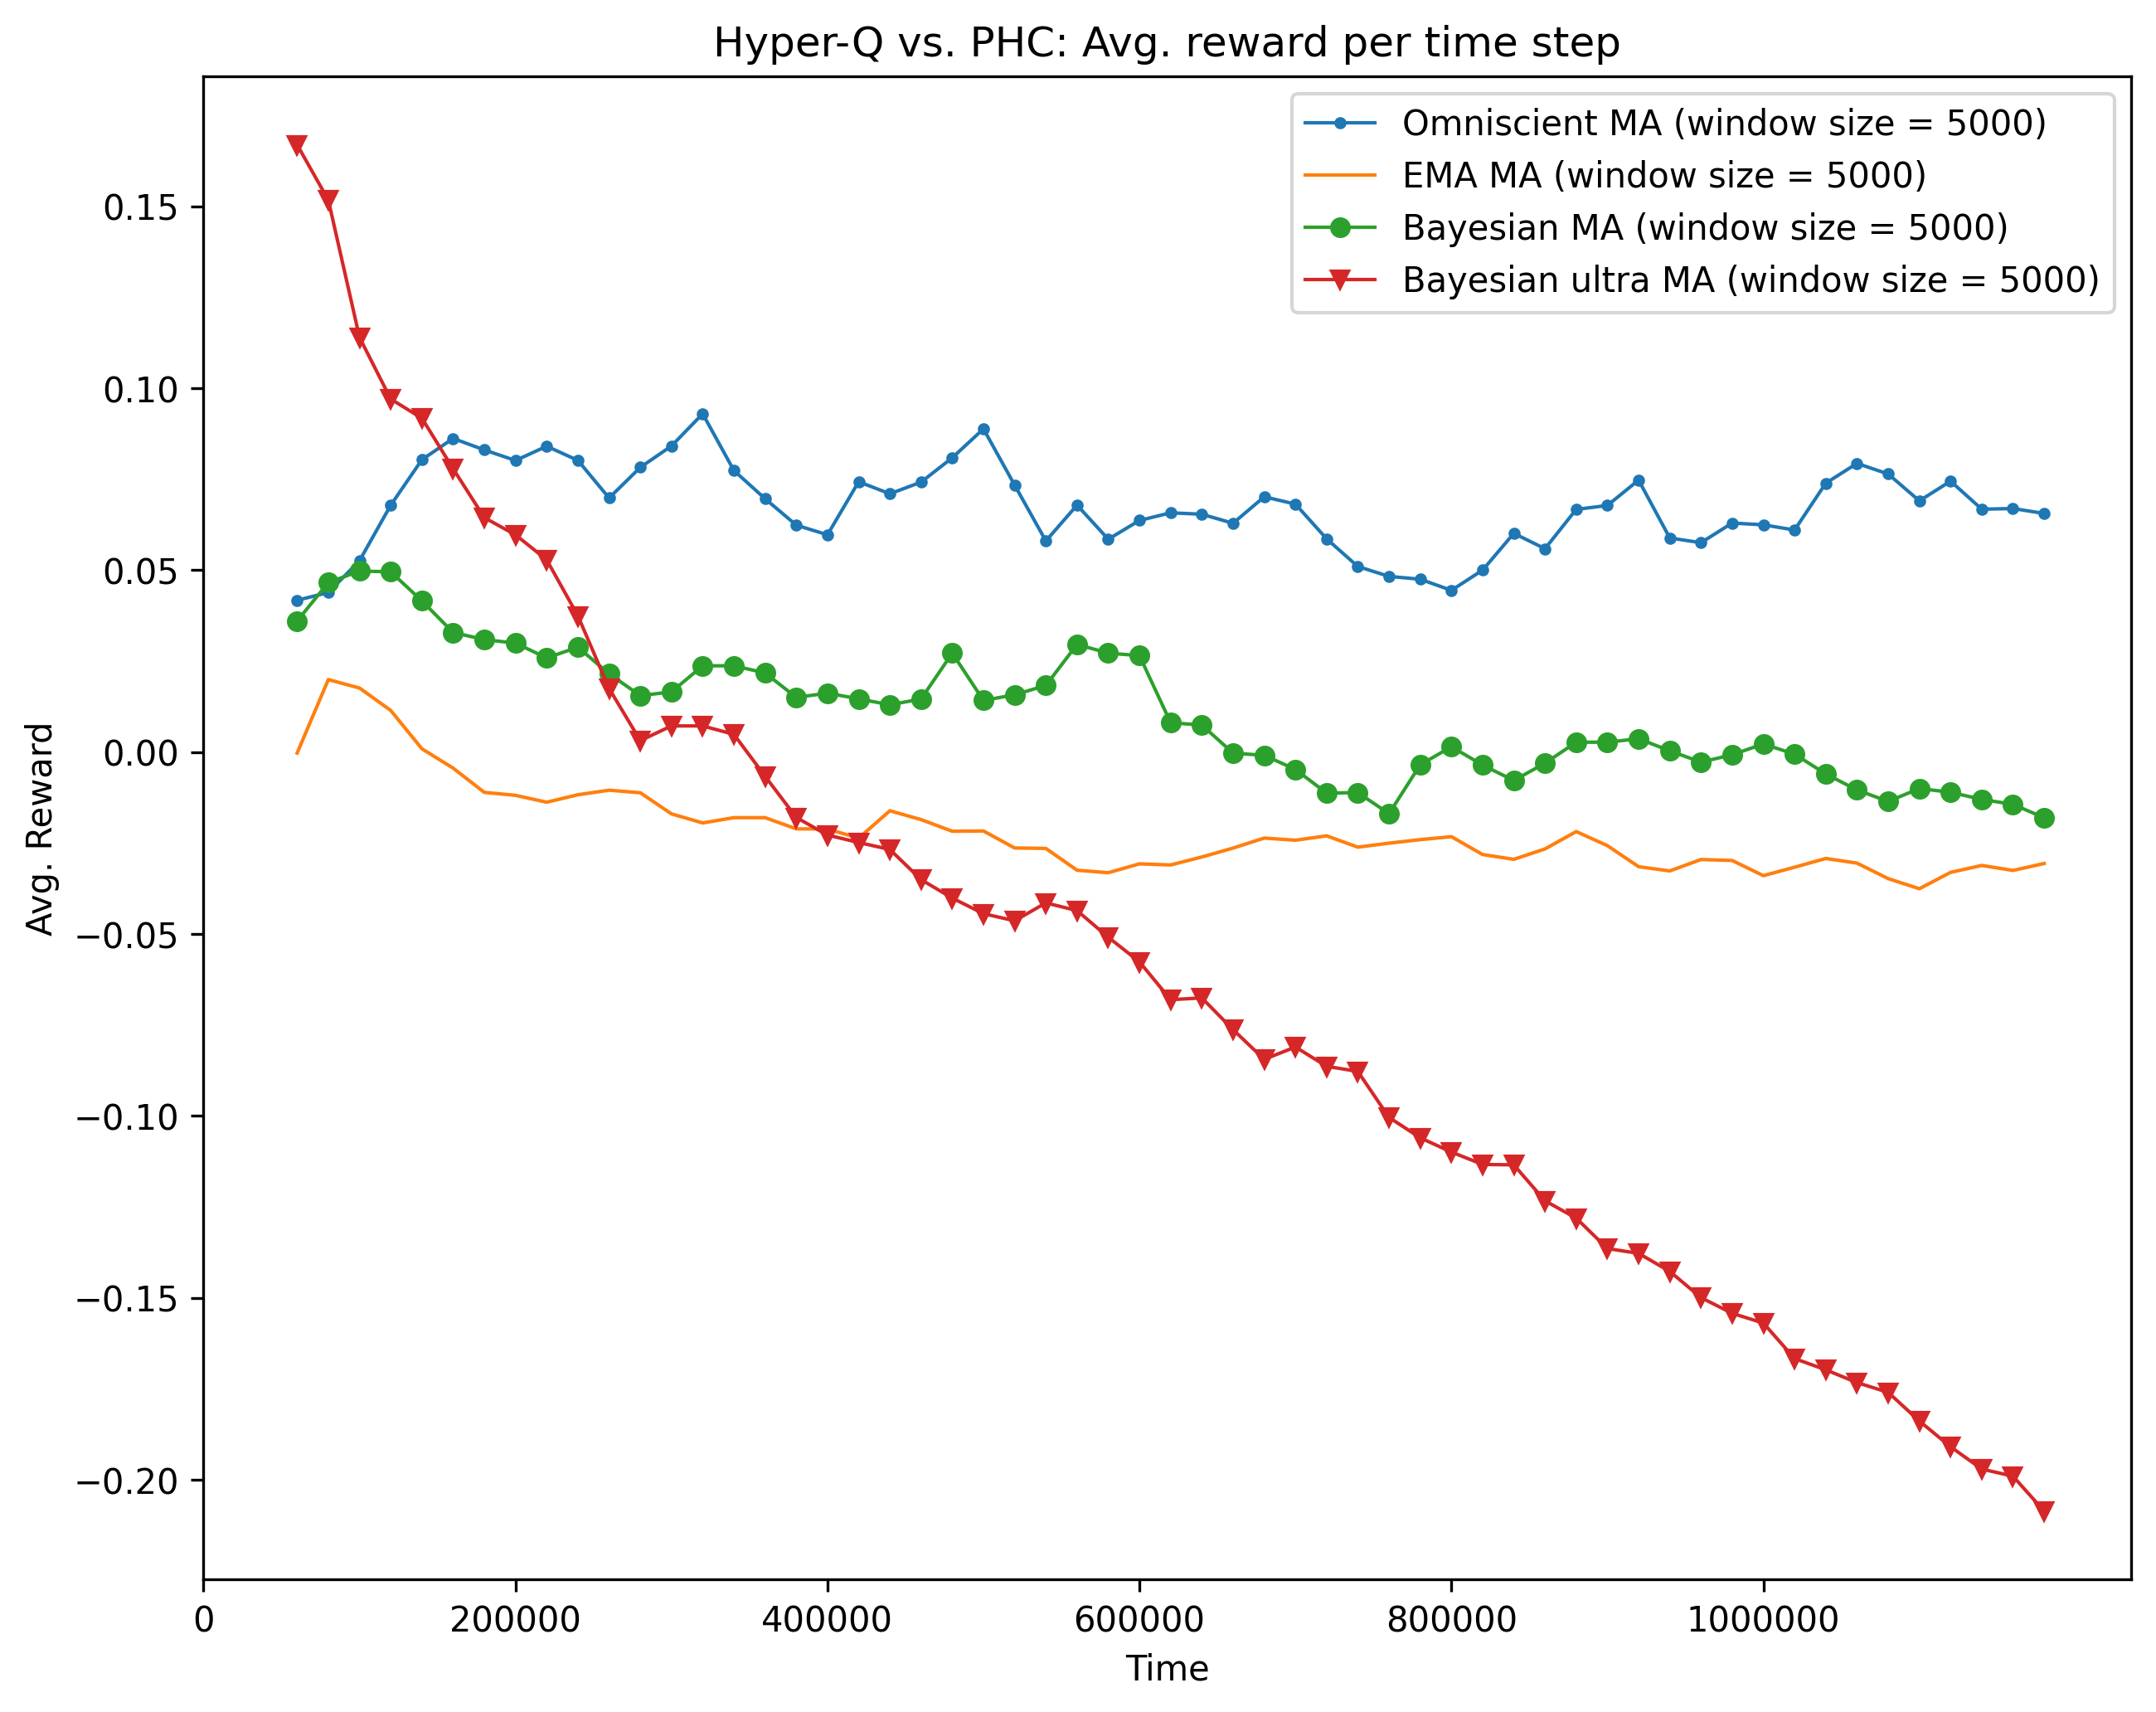 Hyper-Q vs. PHC: Avg. reward per time step
Omniscient MA (window size = 5000)
EMA MA (window size = 5000)
Bayesian MA (window size = 5000)
Bayesian ultra MA (window size = 5000)
0.15
0.10
0.05
0.00
−0.05
−0.10
−0.15
−0.20
Avg. Reward
0 200000 400000 600000 800000 1000000
Time